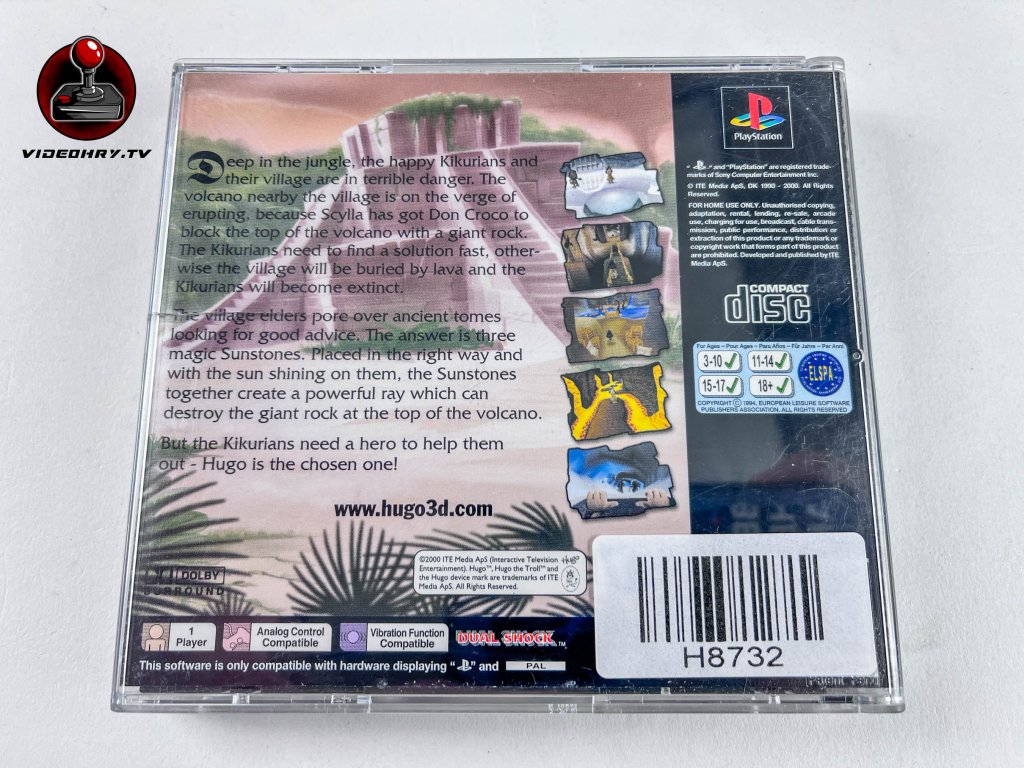 VIDEOHRY.TV
Deep in the jungle, the happy Kikurians and
their village are in terrible danger. The
volcano nearby the village is on the verge of
erupting, because Scylla has got Don Croco to
block the top of the volcano with a giant rock.
The Kikurians need to find a solution fast, other-
wise the village will be buried by lava and the
Kikurians will become extinct.
The village elders pore over ancient tomes
looking for good advice. The answer is three
magic Sunstones. Placed in the right way and
with the sun shining on them, the Sunstones
together create a powerful ray which can
destroy the giant rock at the top of the volcano.
But the Kikurians need a hero to help them
out - Hugo is the chosen one!
www.hugo3d.com
©2000 ITE Media ApS (Interactive Television
Entertainment). Hugo™, Hugo the Troll™ and
the Hugo device mark are trademarks of ITE
Media ApS. All Rights Reserved.
Hugo
DOLBY
SURROUND
1
Player
Analog Control
Compatible
Vibration Function
Compatible
DUAL SHOCK™
This software is only compatible with hardware displaying " " and PAL
PlayStation
" " and "PlayStation" are registered trade-
marks of Sony Computer Entertainment Inc.
© ITE Media ApS, DK 1990 - 2000. All Rights
Reserved.
FOR HOME USE ONLY. Unauthorised copying,
adaptation, rental, lending, re-sale, arcade
use, charging for use, broadcast, cable trans-
mission, public performance, distribution or
extraction of this product or any trademark or
copyright work that forms part of this product
are prohibited. Developed and published by ITE
Media ApS.
COMPACT
disc
For Ages - Pour Ages - Para Años - Für Jahre - Per Anni
3-10 11-14
15-17 18+
ELSPA
COPYRIGHT © 1994, EUROPEAN LEISURE SOFTWARE
PUBLISHERS ASSOCIATION. ALL RIGHTS RESERVED
H8732